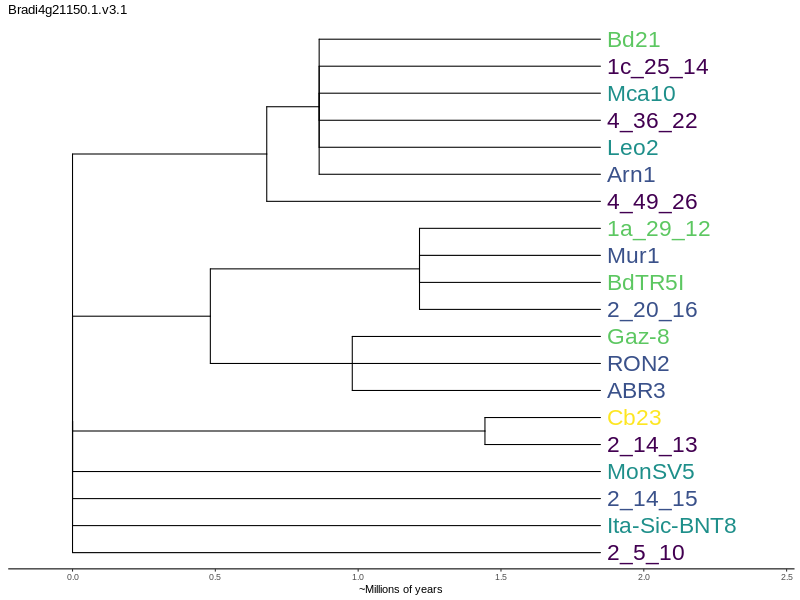 Bradi4g21150.1.v3.1
Bd21
1c_25_14
Mca10
4_36_22
Leo2
Arn1
4_49_26
1a_29_12
Mur1
BdTR5I
2_20_16
Gaz-8
RON2
ABR3
Cb23
2_14_13
MonSV5
2_14_15
Ita-Sic-BNT8
2_5_10
0.0 0.5 1.0 1.5 2.0 2.5
~Millions of years